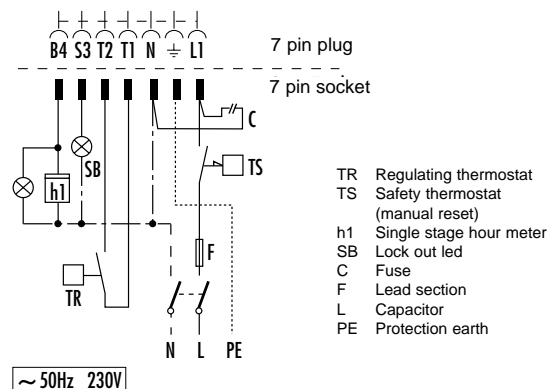 B4 S3 T2 T1 N L1
7 pin plug
7 pin socket
C
SB
TS
h1
F
TR
N L PE
~ 50Hz 230V
TR Regulating thermostat
TS Safety thermostat
(manual reset)
h1 Single stage hour meter
SB Lock out led
C Fuse
F Lead section
L Capacitor
PE Protection earth